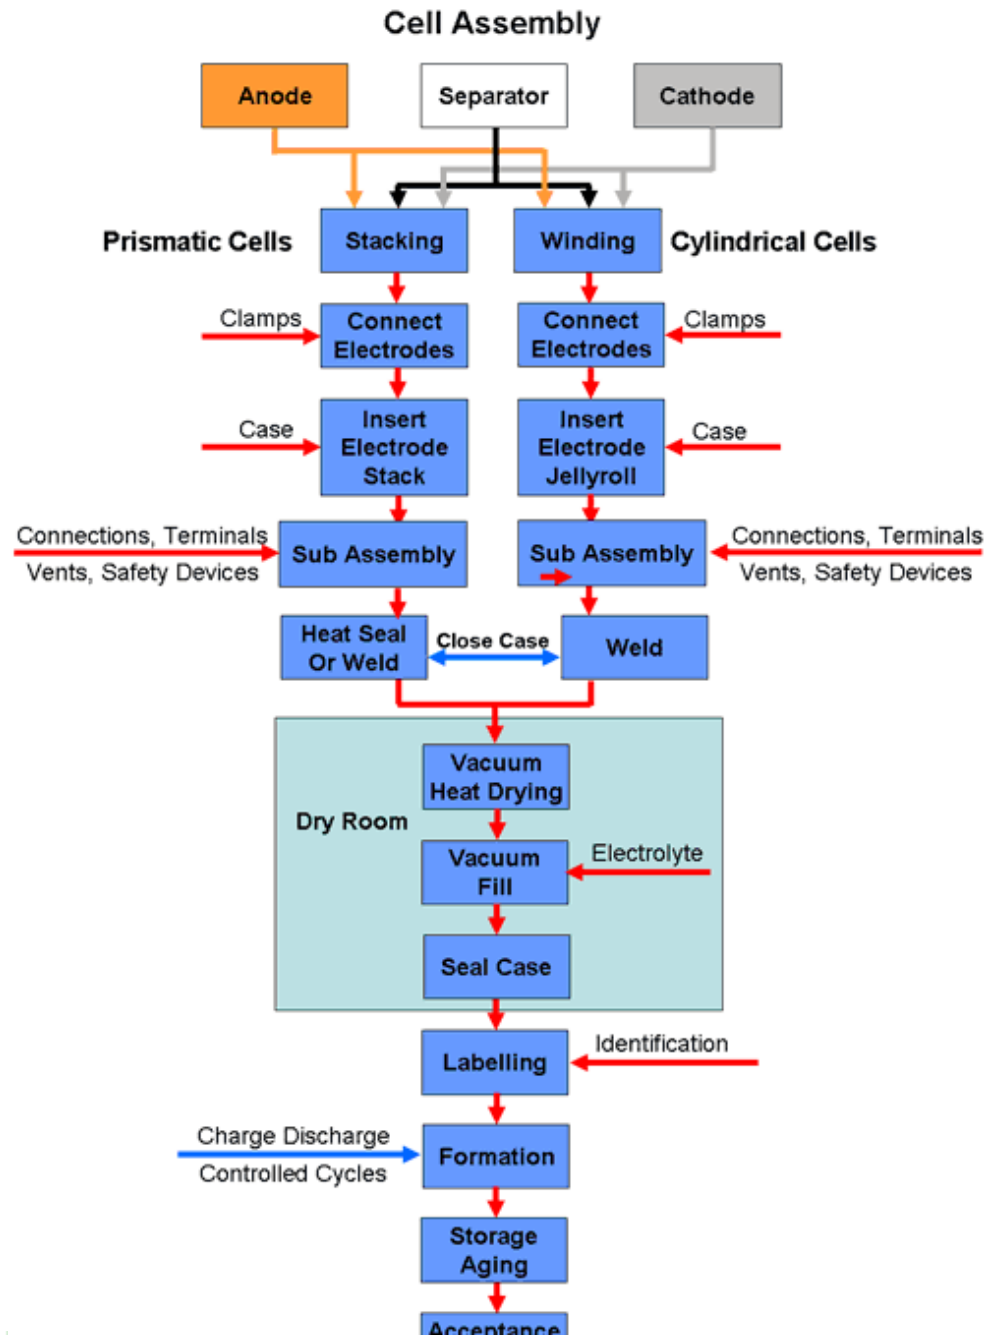 Cell Assembly
Anode
Separator
Cathode
Prismatic Cells
Stacking
Winding
Cylindrical Cells
Clamps
Connect
Electrodes
Connect
Electrodes
Clamps
Case
Insert
Electrode
Stack
Insert
Electrode
Jellyroll
Case
Connections, Terminals
Vents, Safety Devices
Sub Assembly
Sub Assembly
Connections, Terminals
Vents, Safety Devices
Heat Seal
Or Weld
Close Case
Weld
Vacuum
Heat Drying
Dry Room
Vacuum
Fill
Electrolyte
Seal Case
Labelling
Identification
Charge Discharge
Controlled Cycles
Formation
Storage
Aging
Acceptance